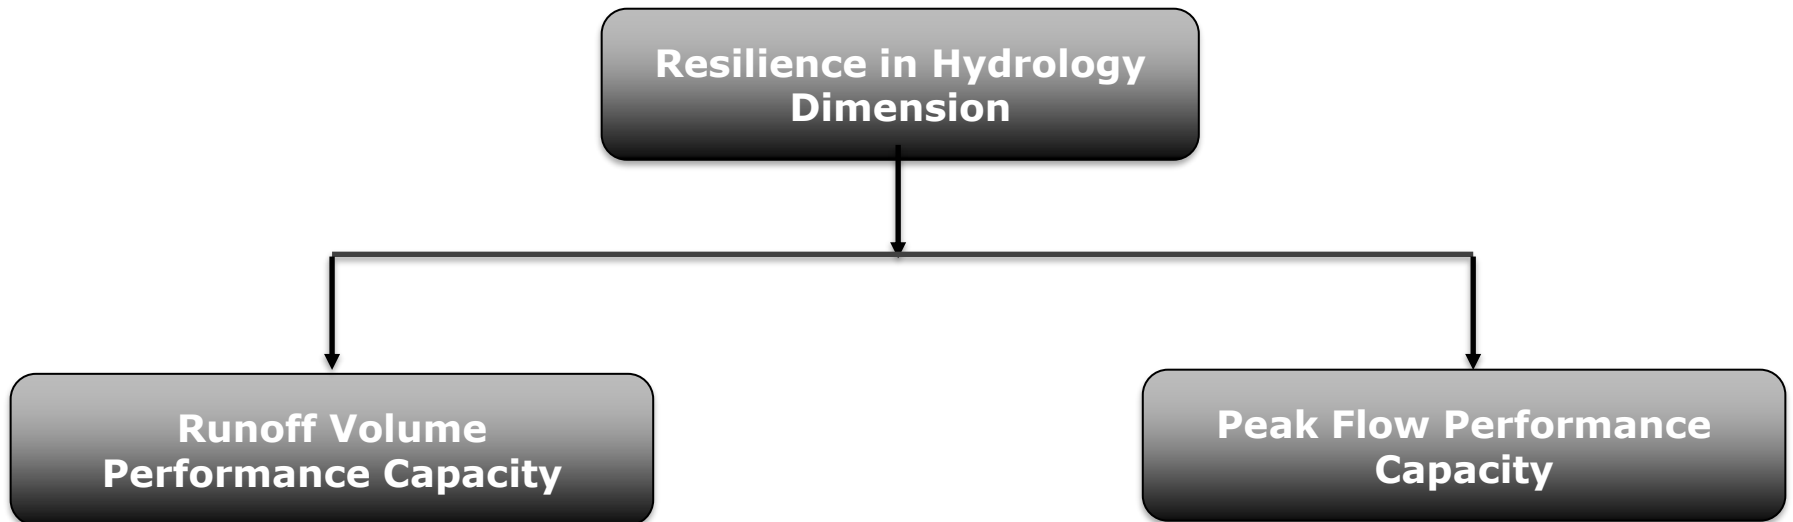 Resilience in Hydrology
Dimension
Runoff Volume
Performance Capacity
Peak Flow Performance
Capacity